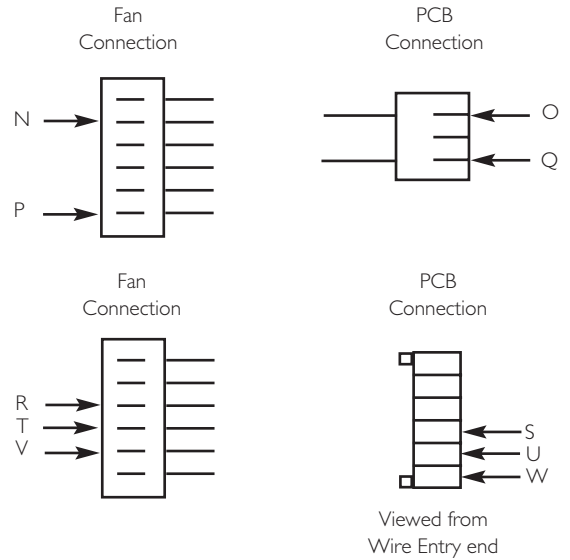 Fan
Connection
PCB
Connection
N
O
P
Q
Fan
Connection
PCB
Connection
R
T
V
S
U
W
Viewed from
Wire Entry end